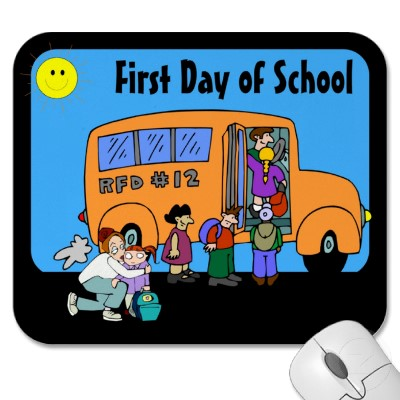 First Day of School
RFD #12